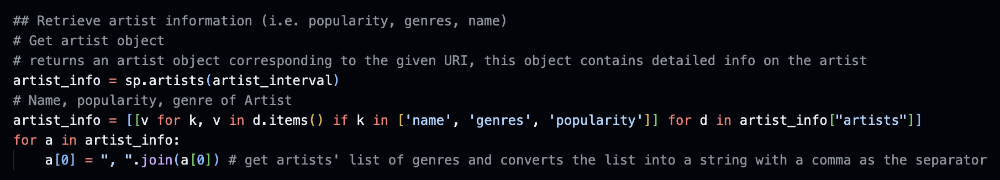 ## Retrieve artist information (i.e. popularity, genres, name)
# Get artist object
# returns an artist object corresponding to the given URI, this object contains detailed info on the artist
artist_info = sp.artists(artist_interval)
# Name, popularity, genre of Artist
artist_info = [[v for k, v in d.items() if k in ['name', 'genres', 'popularity']] for d in artist_info["artists"]]
for a in artist_info:
    a[0] = ", ".join(a[0]) # get artists' list of genres and converts the list into a string with a comma as the separator